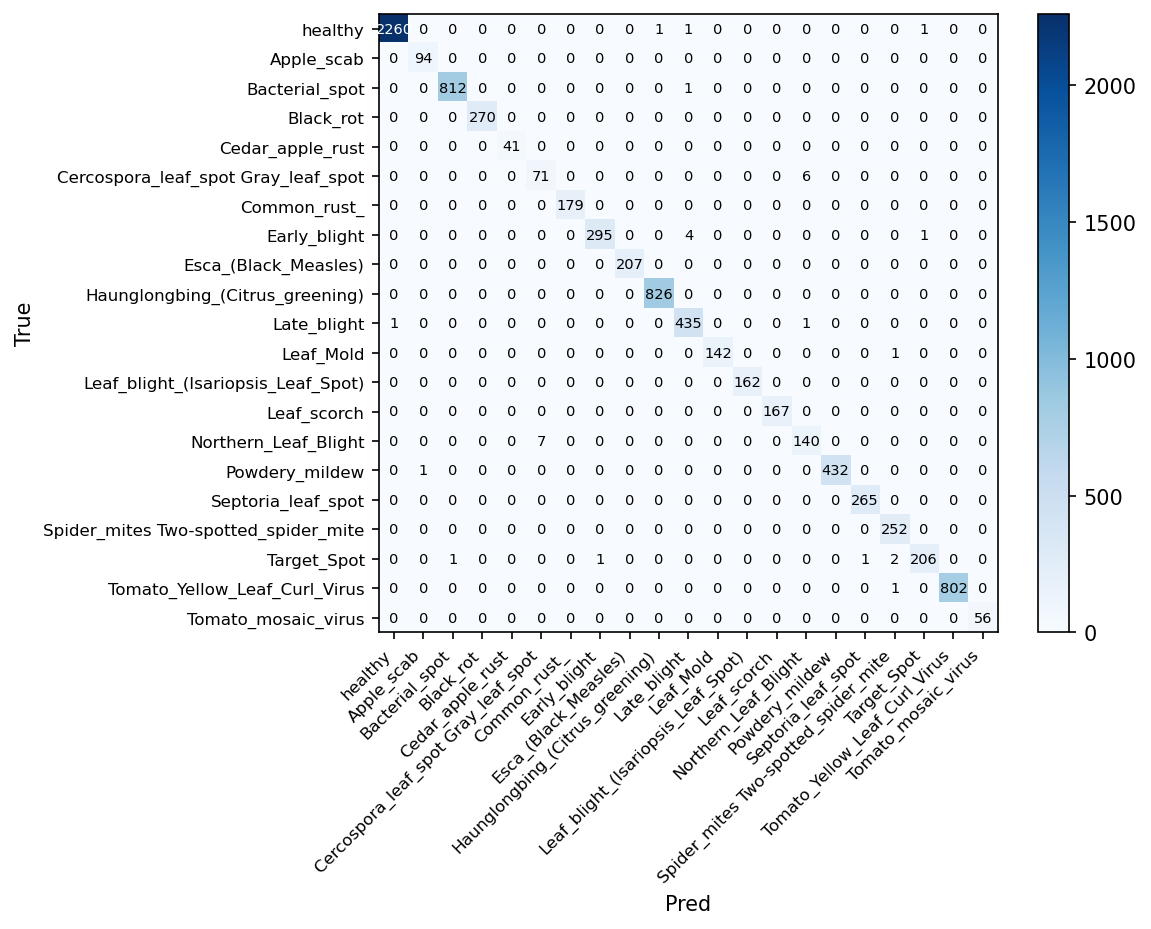 healthy 2260 0 0 0 0 0 0 0 0 1 1 0 0 0 0 0 0 0 1 0 0
Apple_scab 0 94 0 0 0 0 0 0 0 0 0 0 0 0 0 0 0 0 0 0 0
Bacterial_spot 0 0 812 0 0 0 0 0 0 0 1 0 0 0 0 0 0 0 0 0 0
Black_rot 0 0 0 270 0 0 0 0 0 0 0 0 0 0 0 0 0 0 0 0 0
Cedar_apple_rust 0 0 0 0 41 0 0 0 0 0 0 0 0 0 0 0 0 0 0 0 0
Cercospora_leaf_spot Gray_leaf_spot 0 0 0 0 0 71 0 0 0 0 0 0 0 0 6 0 0 0 0 0 0
Common_rust_ 0 0 0 0 0 0 179 0 0 0 0 0 0 0 0 0 0 0 0 0 0
Early_blight 0 0 0 0 0 0 0 295 0 0 4 0 0 0 0 0 0 0 1 0 0
Esca_(Black_Measles) 0 0 0 0 0 0 0 0 207 0 0 0 0 0 0 0 0 0 0 0 0
Haunglongbing_(Citrus_greening) 0 0 0 0 0 0 0 0 0 826 0 0 0 0 0 0 0 0 0 0 0
Late_blight 1 0 0 0 0 0 0 0 0 0 435 0 0 0 1 0 0 0 0 0 0
Leaf_Mold 0 0 0 0 0 0 0 0 0 0 0 142 0 0 0 0 0 1 0 0 0
Leaf_blight_(Isariopsis_Leaf_Spot) 0 0 0 0 0 0 0 0 0 0 0 0 162 0 0 0 0 0 0 0 0
Leaf_scorch 0 0 0 0 0 0 0 0 0 0 0 0 0 167 0 0 0 0 0 0 0
Northern_Leaf_Blight 0 0 0 0 0 7 0 0 0 0 0 0 0 0 140 0 0 0 0 0 0
Powdery_mildew 0 1 0 0 0 0 0 0 0 0 0 0 0 0 0 432 0 0 0 0 0
Septoria_leaf_spot 0 0 0 0 0 0 0 0 0 0 0 0 0 0 0 0 265 0 0 0 0
Spider_mites Two-spotted_spider_mite 0 0 0 0 0 0 0 0 0 0 0 0 0 0 0 0 0 252 0 0 0
Target_Spot 0 0 1 0 0 0 0 1 0 0 0 0 0 0 0 0 1 2 206 0 0
Tomato_Yellow_Leaf_Curl_Virus 0 0 0 0 0 0 0 0 0 0 0 0 0 0 0 0 0 1 0 802 0
Tomato_mosaic_virus 0 0 0 0 0 0 0 0 0 0 0 0 0 0 0 0 0 0 0 0 56
True
healthy
Apple_scab
Bacterial_spot
Black_rot
Cedar_apple_rust
Cercospora_leaf_spot Gray_leaf_spot
Common_rust_
Early_blight
Esca_(Black_Measles)
Haunglongbing_(Citrus_greening)
Late_blight
Leaf_Mold
Leaf_blight_(Isariopsis_Leaf_Spot)
Leaf_scorch
Northern_Leaf_Blight
Powdery_mildew
Septoria_leaf_spot
Spider_mites Two-spotted_spider_mite
Target_Spot
Tomato_Yellow_Leaf_Curl_Virus
Tomato_mosaic_virus
Pred
2000
1500
1000
500
0